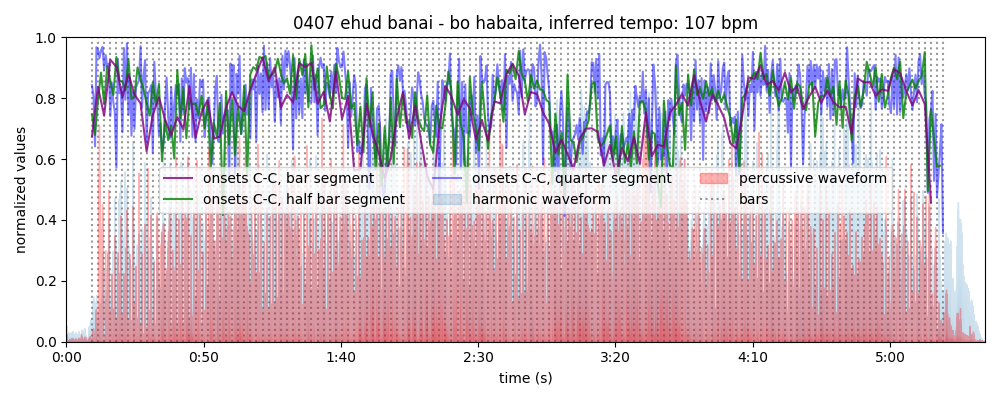 0407 ehud banai - bo habaita, inferred tempo: 107 bpm
1.0
0.8
0.6
0.4
0.2
0.0
normalized values
onsets C-C, bar segment
onsets C-C, half bar segment
onsets C-C, quarter segment
harmonic waveform
percussive waveform
bars
0:00 0:50 1:40 2:30 3:20 4:10 5:00
time (s)